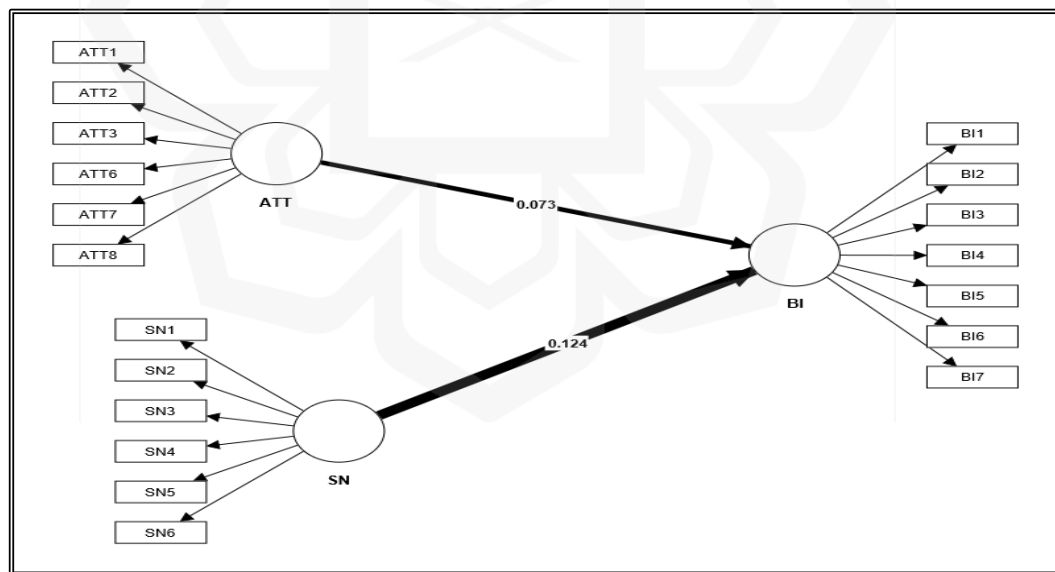 ATT1
ATT2
ATT3
ATT6
ATT7
ATT8
ATT
0.073
SN1
SN2
SN3
SN4
SN5
SN6
SN
0.124
BI1
BI2
BI3
BI4
BI5
BI6
BI7
BI